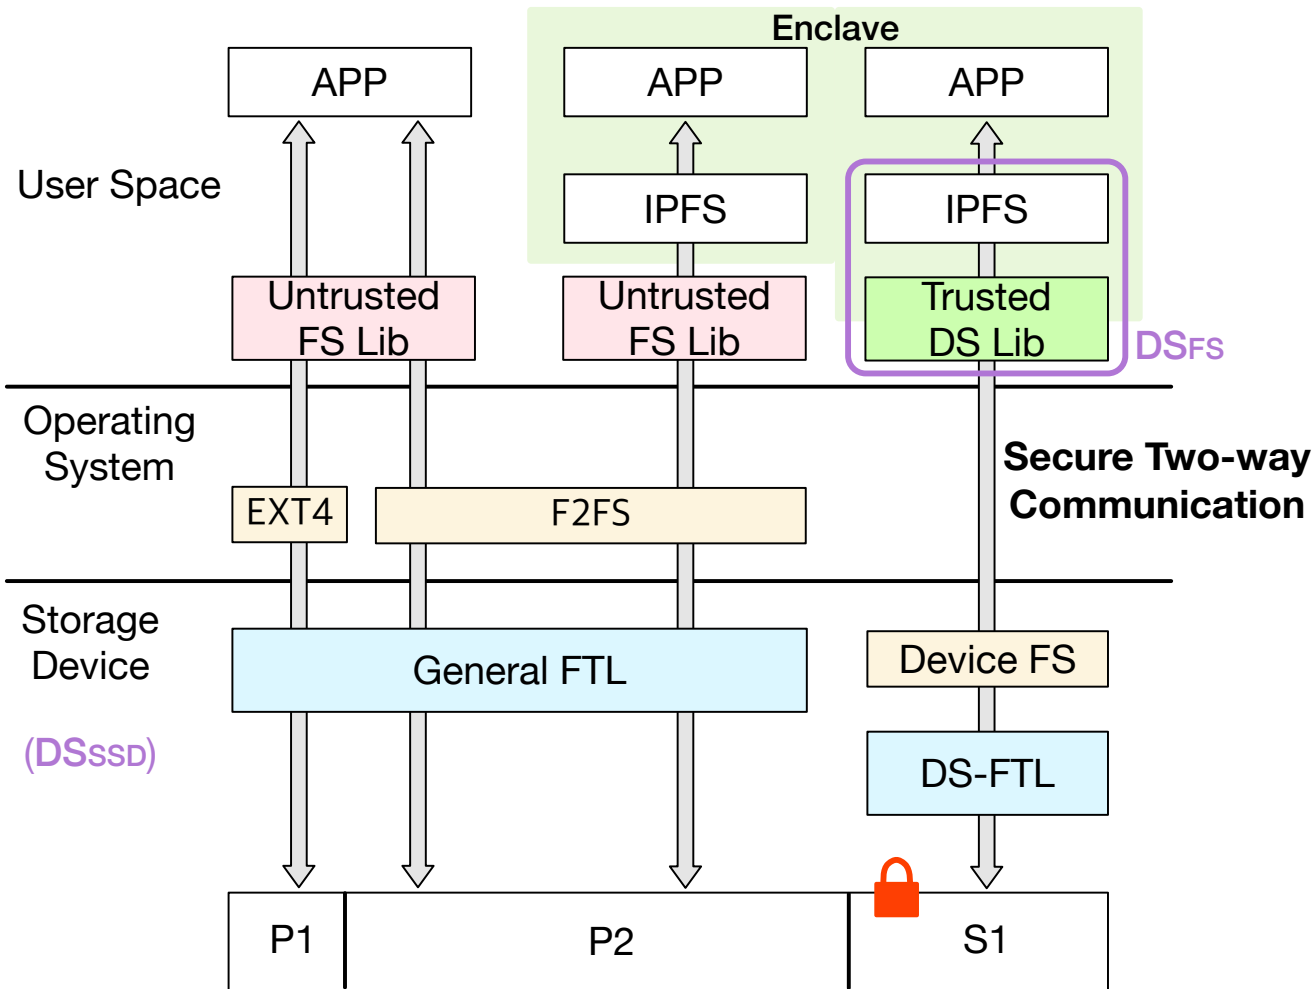 Enclave
APP
APP
APP
User Space
IPFS
IPFS
Untrusted
FS Lib
Untrusted
FS Lib
Trusted
DS Lib
DSFS
Operating
System
Secure Two-way
Communication
EXT4
F2FS
Storage
Device
(DSSSD)
General FTL
Device FS
DS-FTL
P1
P2
S1